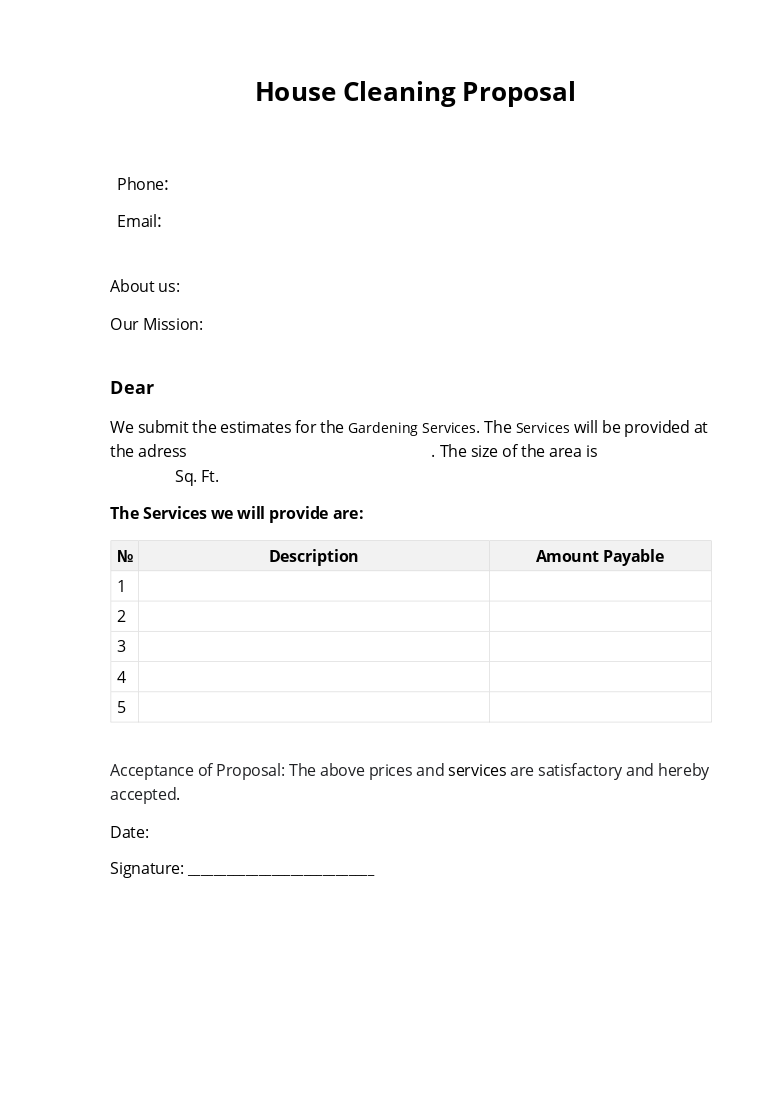 House Cleaning Proposal
Phone:
Email:
About us:
Our Mission:
Dear
We submit the estimates for the Gardening Services. The Services will be provided at
the adress . The size of the area is
Sq. Ft.
The Services we will provide are:
№ Description Amount Payable
1
2
3
4
5
Acceptance of Proposal: The above prices and services are satisfactory and hereby
accepted.
Date:
Signature: __________________________